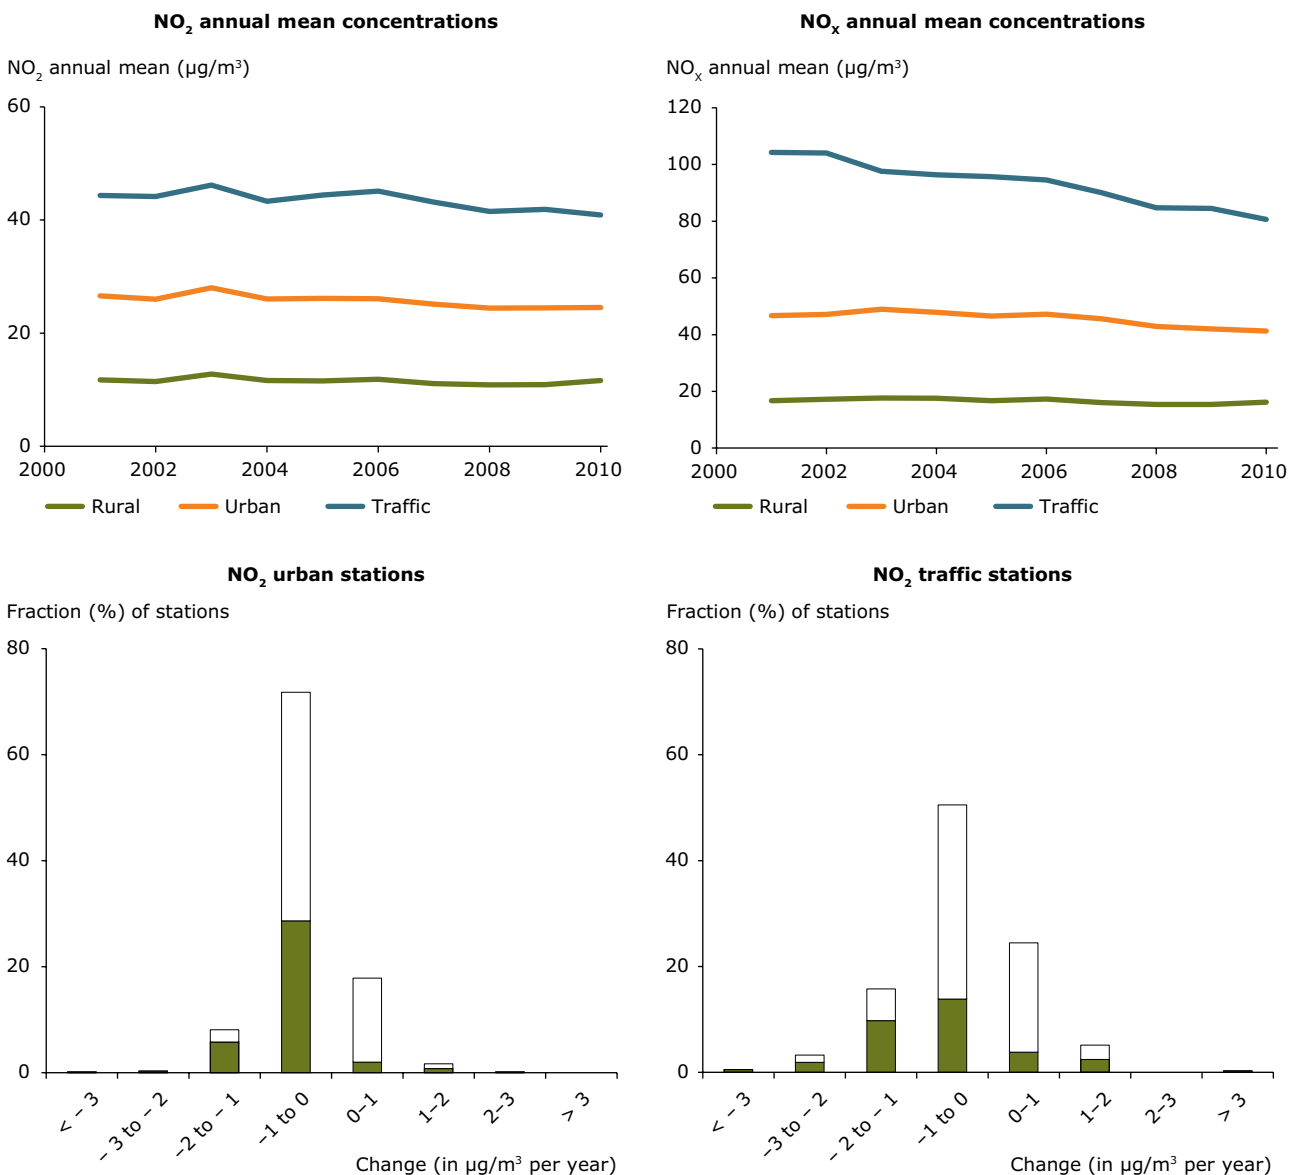 NO₂ annual mean concentrations
NO₂ annual mean (µg/m³)
60
40
20
0
2000 2002 2004 2006 2008 2010
Rural Urban Traffic
NOₓ annual mean concentrations
NOₓ annual mean (µg/m³)
120
100
80
60
40
20
0
2000 2002 2004 2006 2008 2010
Rural Urban Traffic
NO₂ urban stations
Fraction (%) of stations
80
60
40
20
0
< – 3 – 3 to – 2 –2 to – 1 –1 to 0 0–1 1–2 2–3 > 3
Change (in µg/m³ per year)
NO₂ traffic stations
Fraction (%) of stations
80
60
40
20
0
< – 3 – 3 to – 2 – 2 to – 1 –1 to 0 0–1 1–2 2–3 > 3
Change (in µg/m³ per year)